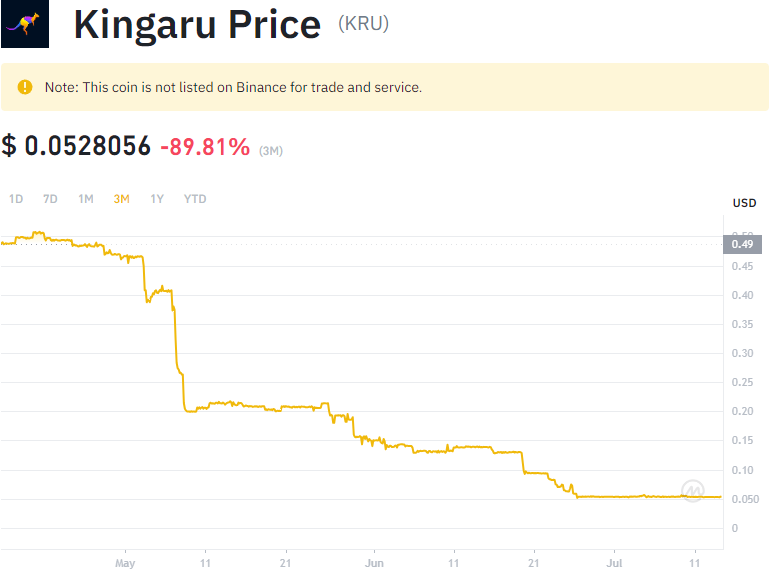 Kingaru Price (KRU)
Note: This coin is not listed on Binance for trade and service.
$ 0.0528056 -89.81% (3M)
1D 7D 1M 3M 1Y YTD
USD
0.50
0.49
0.45
0.40
0.35
0.30
0.25
0.20
0.15
0.10
0.050
0
May 11 21 Jun 11 21 Jul 11